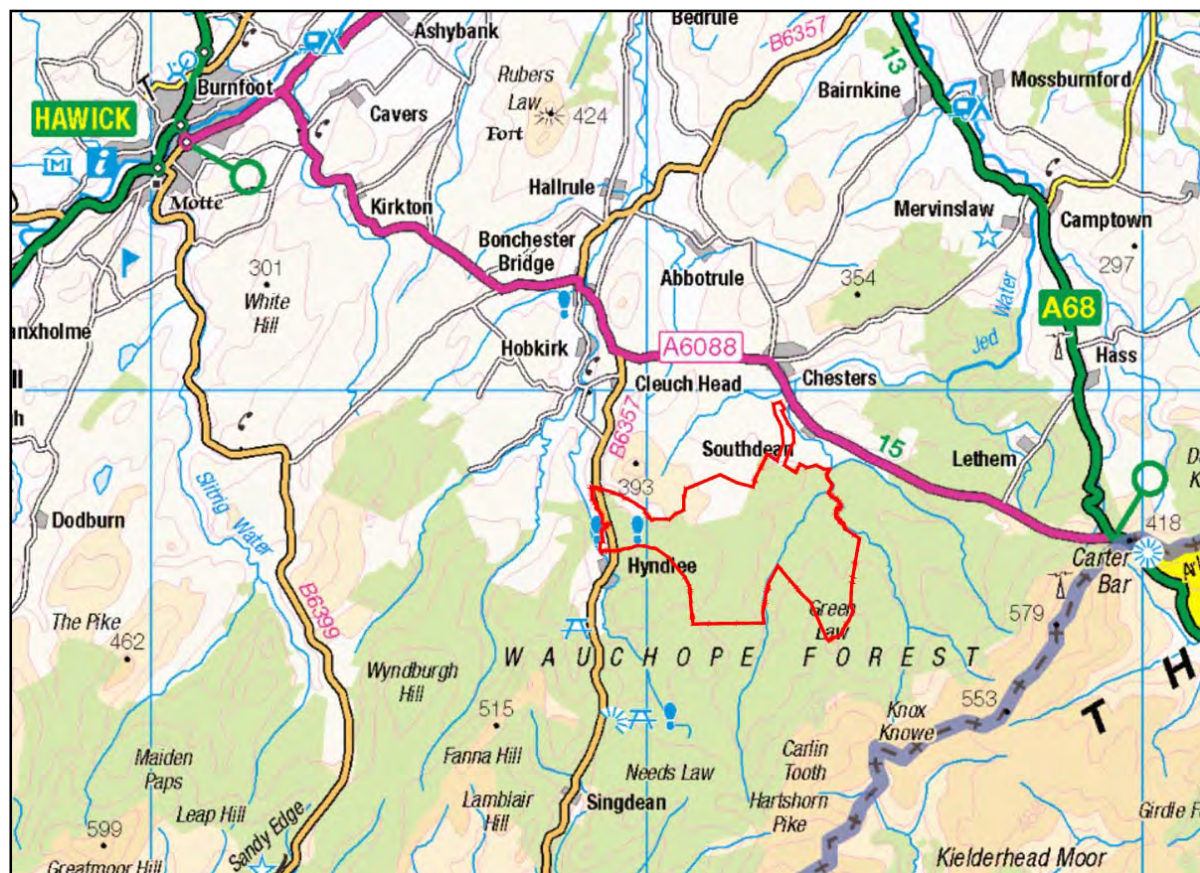 Ashybank
Bedrule
B6357
13
Burnfoot
Rubers
Law
424
Fort
Cavers
Bairnkine
Mossburnford
HAWICK
T
M
i
Motte
Kirkton
Hallrule
Mervinslaw
Camptown
Bonchester
Bridge
Abbotrule
354
297
301
White
Hill
A68
Jed Water
nnxholme
Hobkirk
A6088
Hass
ll
h
Cleuch Head
Chesters
B6357
15
Southdean
Lethem
393
Slitrig Water
Dodburn
418
Carter
Bar
Hyndlee
B6399
Green
Law
579
The Pike
462
WAUCHOPE FOREST
Wyndburgh
Hill
T H
553
515
Knox
Knowe
Fanna Hill
Carlin
Tooth
Maiden
Paps
Needs Law
Leap Hill
Lamblair
Hill
Singdean
Hartshorn
Pike
Sandy Edge
599
Greatmoor Hill
Girdle F
Kielderhead Moor